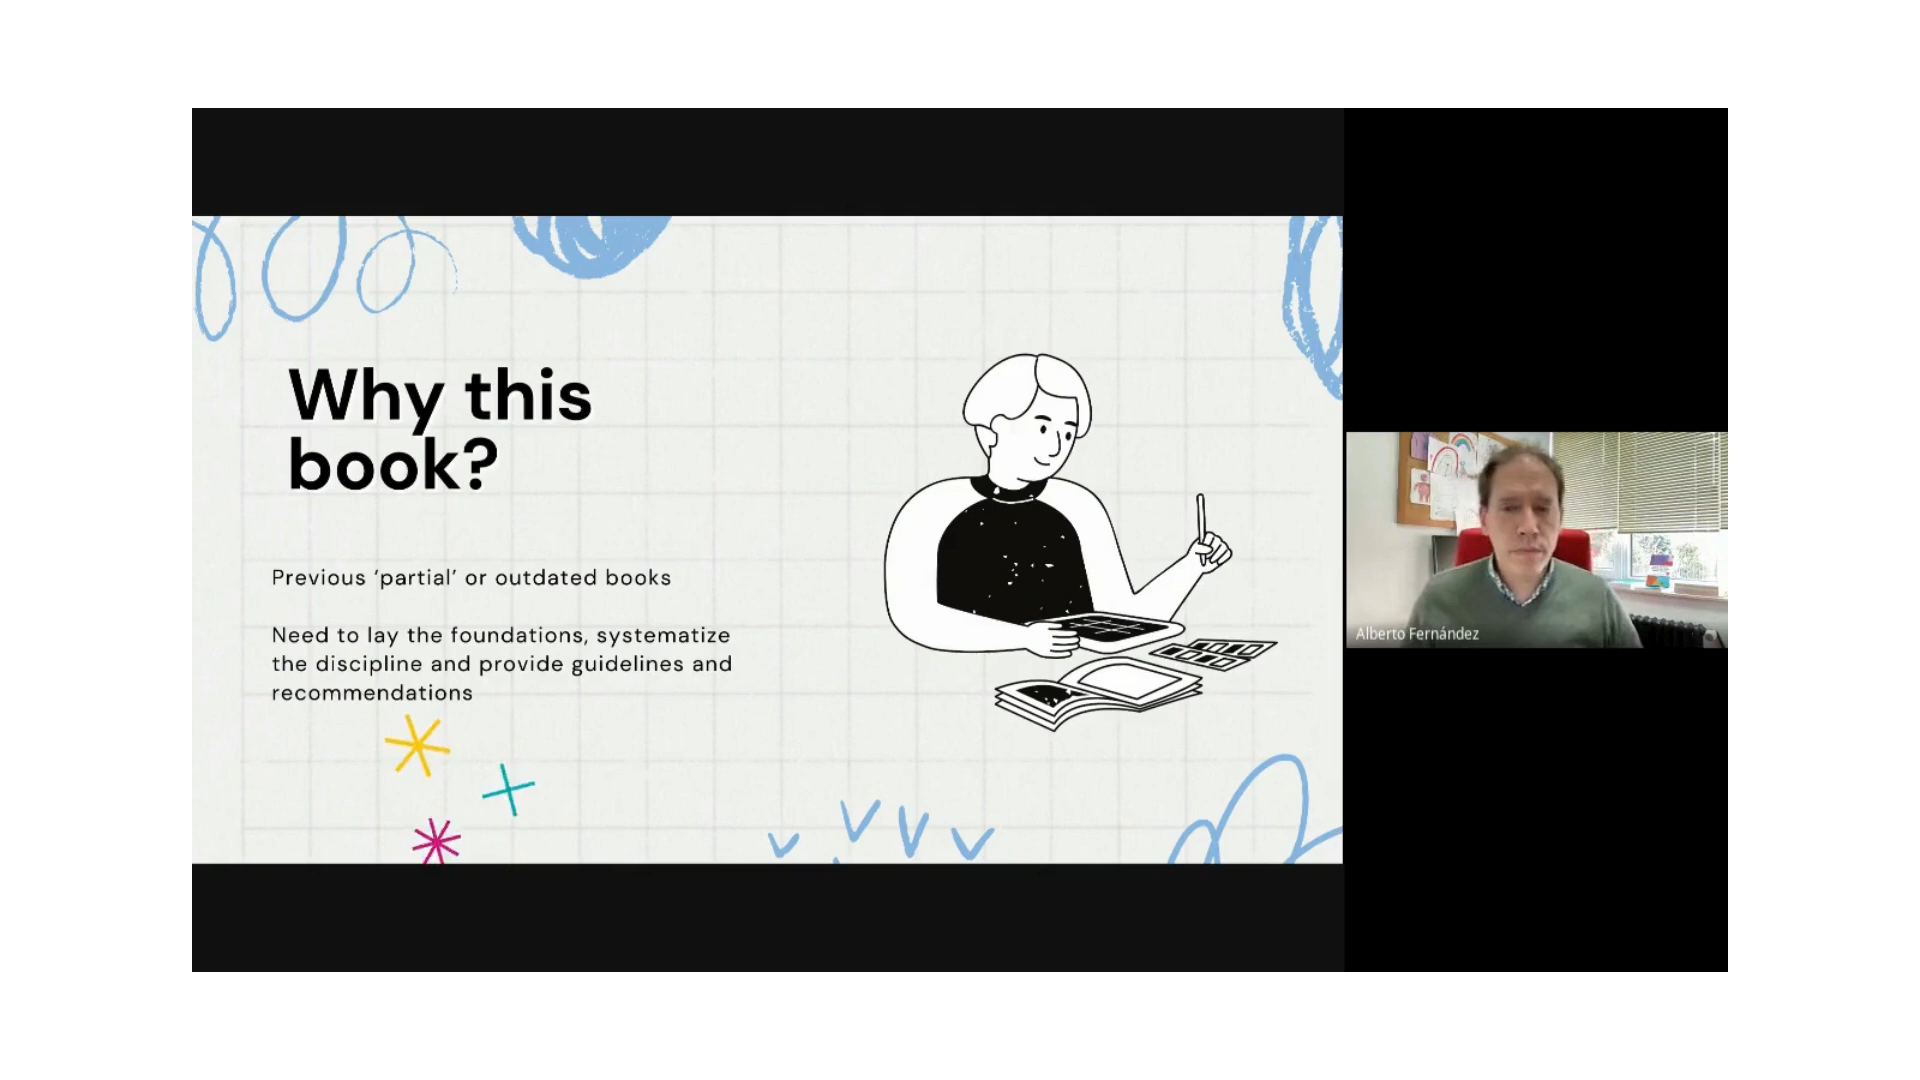 Why this
book?
Previous ‘partial’ or outdated books
Need to lay the foundations, systematize
the discipline and provide guidelines and
recommendations
Alberto Fernández